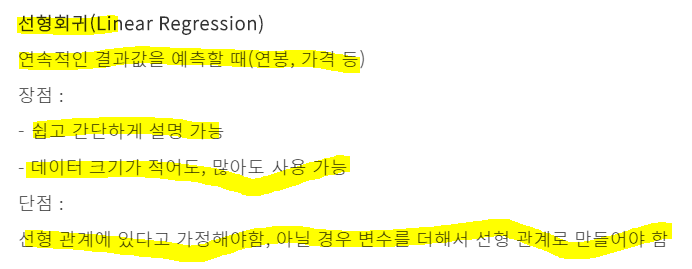 선형회귀(Linear Regression)
연속적인 결과값을 예측할 때(연봉, 가격 등)
장점 :
- 쉽고 간단하게 설명 가능
- 데이터 크기가 적어도, 많아도 사용 가능
단점 :
선형 관계에 있다고 가정해야함, 아닐 경우 변수를 더해서 선형 관계로 만들어야 함